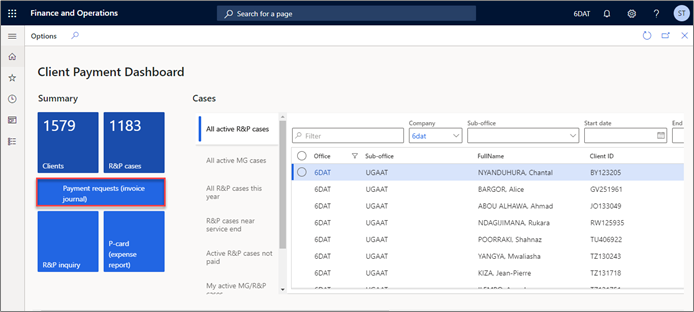 Finance and Operations
Search for a page
6DAT
?
ST
Options
Client Payment Dashboard
Summary
1579
Clients
1183
R&P cases
Payment requests (invoice
journal)
R&P inquiry
P-card
(expense
report)
Cases
All active R&P cases
All active MG cases
All R&P cases this
year
R&P cases near
service end
Active R&P cases not
paid
My active MG/R&P
cases
Filter
Company
6dat
Sub-office
Start date
End
Office Sub-office FullName Client ID
6DAT UGAAT NYANDUHURA, Chantal BY123205
6DAT UGAAT BARGOR, Alice GV251961
6DAT UGAAT ABOU ALHAWA, Ahmad JO133049
6DAT UGAAT NDAGIJIMANA, Rukara RW125935
6DAT UGAAT POORRAKI, Shahnaz TU406922
6DAT UGAAT YANGYA, Mwaliasha TZ130243
6DAT UGAAT KIZA, Jean-Pierre TZ131718
6DAT UGAAT